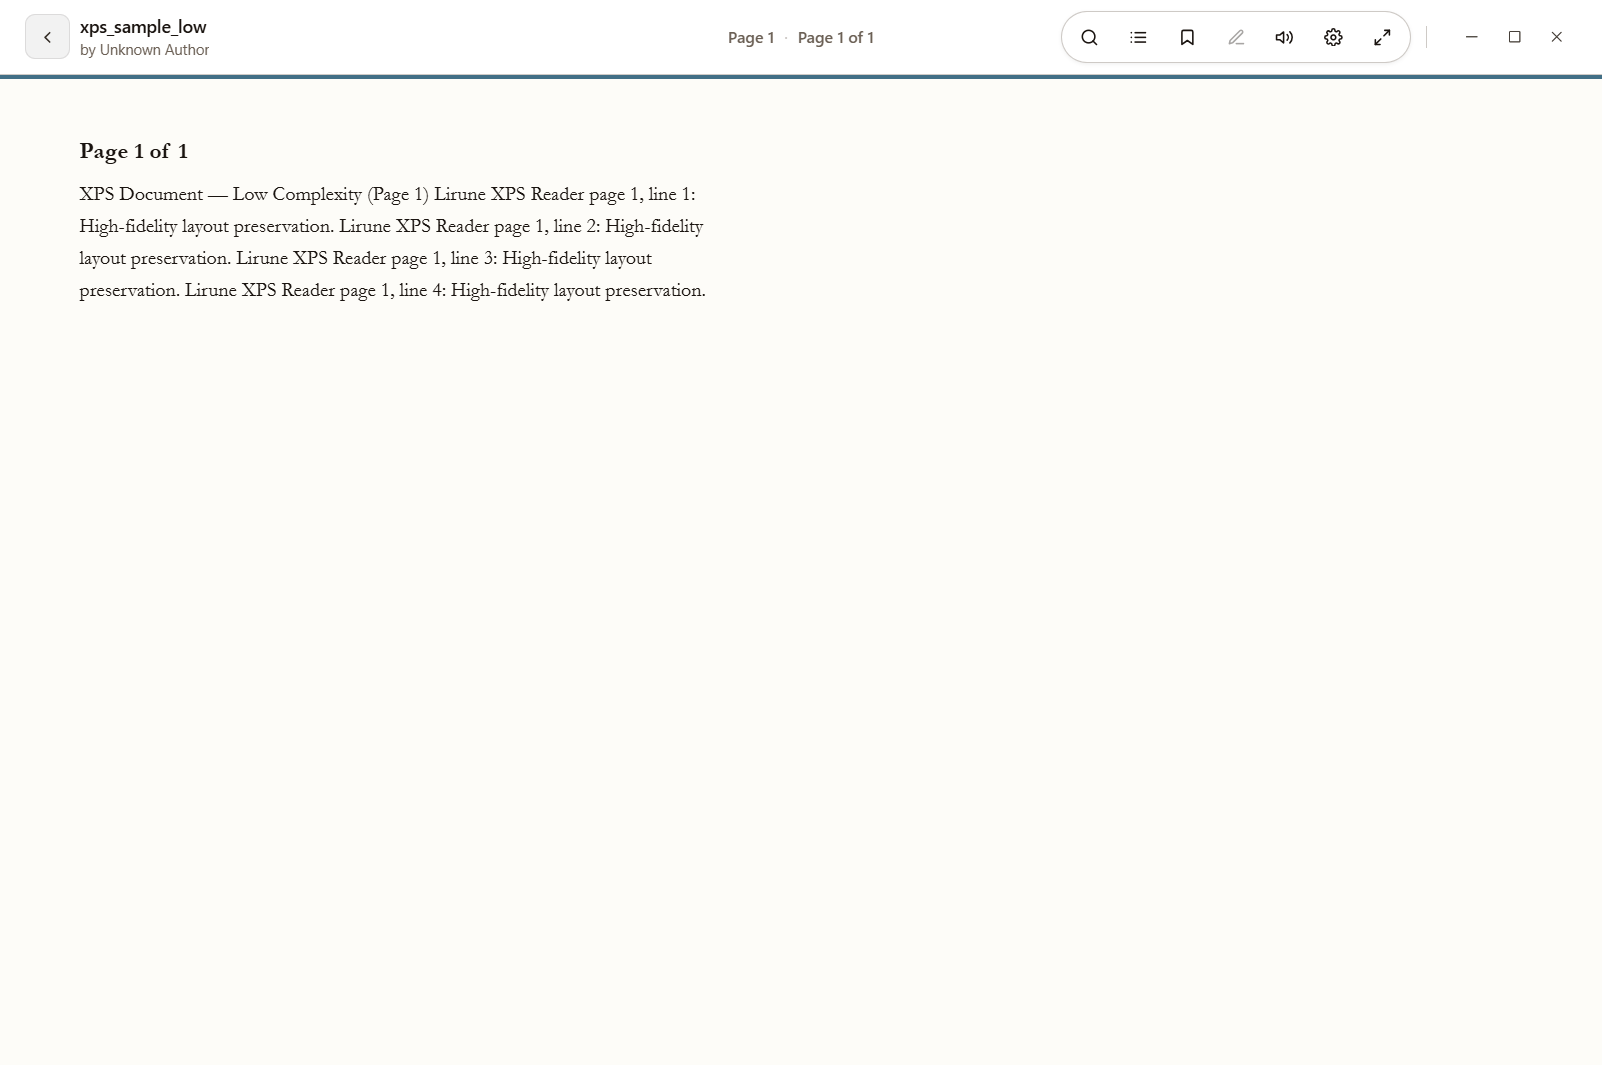 xps_sample_low
by Unknown Author
Page 1 · Page 1 of 1
Page 1 of 1
XPS Document — Low Complexity (Page 1) Lirune XPS Reader page 1, line 1:
High-fidelity layout preservation. Lirune XPS Reader page 1, line 2: High-fidelity
layout preservation. Lirune XPS Reader page 1, line 3: High-fidelity layout
preservation. Lirune XPS Reader page 1, line 4: High-fidelity layout preservation.